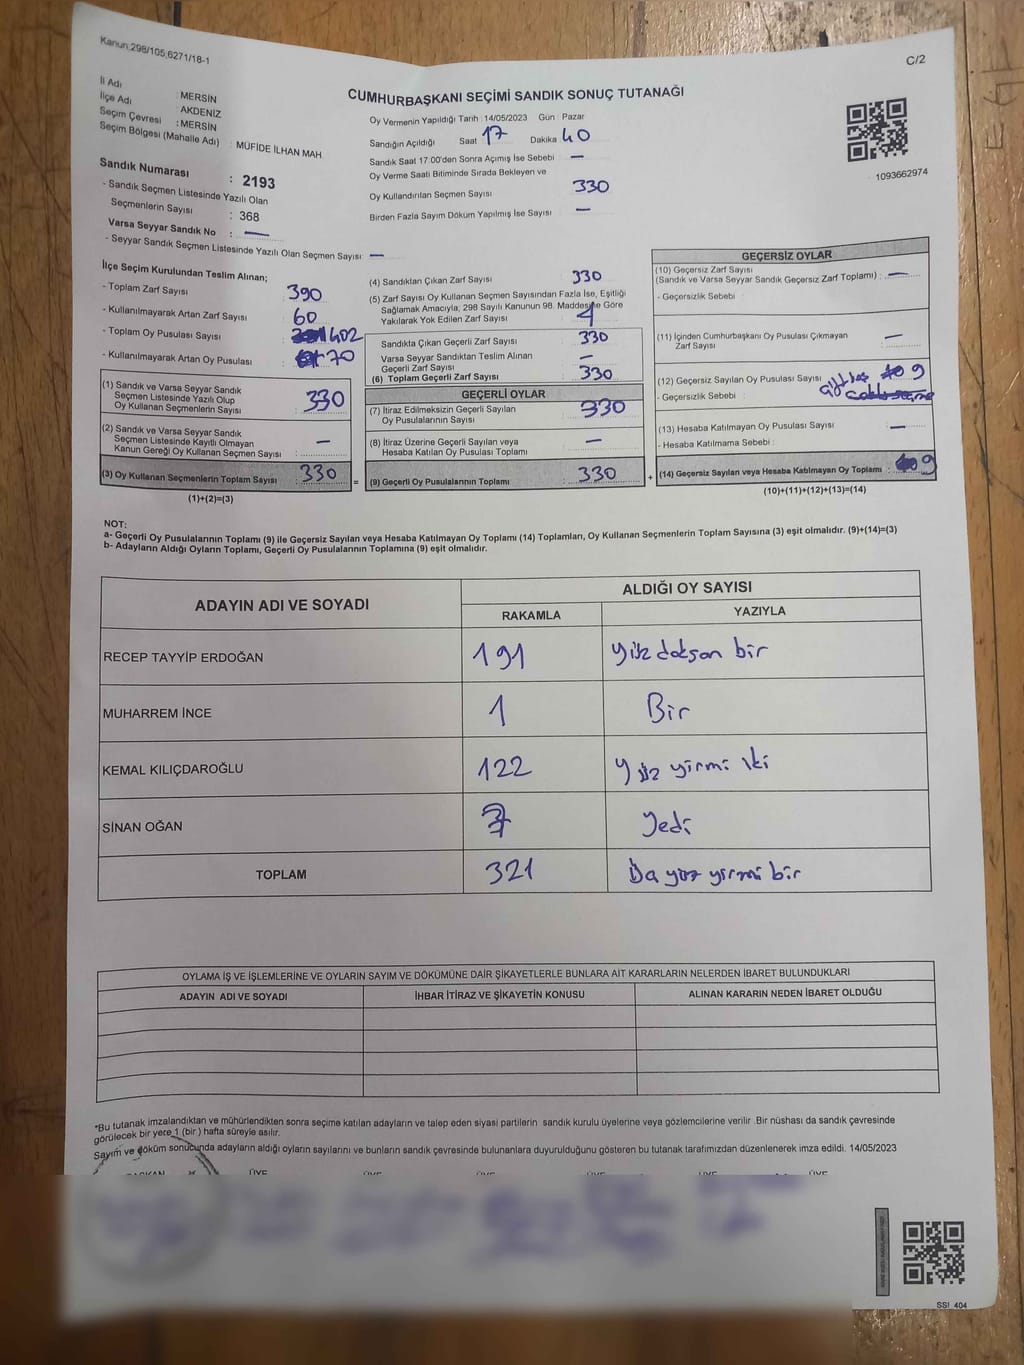 Kanun:298/105;6271/18-1
C/2
CUMHURBAŞKANI SEÇİMİ SANDIK SONUÇ TUTANAĞI
İl Adı : MERSİN
İlçe Adı : AKDENİZ
Seçim Çevresi : MERSİN
Seçim Bölgesi (Mahalle Adı) : MÜFİDE İLHAN MAH.
Sandık Numarası : 2193
- Sandık Seçmen Listesinde Yazılı Olan
Seçmenlerin Sayısı : 368
Varsa Seyyar Sandık No : —
- Seyyar Sandık Seçmen Listesinde Yazılı Olan Seçmen Sayısı : —
Oy Vermenin Yapıldığı Tarih : 14/05/2023 Gün : Pazar
Sandığın Açıldığı Saat 17 Dakika 40
Sandık Saat 17:00'den Sonra Açımış İse Sebebi : —
Oy Verme Saati Bitiminde Sırada Bekleyen ve
Oy Kullandırılan Seçmen Sayısı 330
Birden Fazla Sayım Döküm Yapılmış İse Sayısı : —
1093662974
İlçe Seçim Kurulundan Teslim Alınan;
- Toplam Zarf Sayısı : 390
- Kullanılmayarak Artan Zarf Sayısı : 60
- Toplam Oy Pusulası Sayısı : 402
- Kullanılmayarak Artan Oy Pusulası : 70
(1) Sandık ve Varsa Seyyar Sandık
Seçmen Listesinde Yazılı Olup
Oy Kullanan Seçmenlerin Sayısı : 330
(2) Sandık ve Varsa Seyyar Sandık
Seçmen Listesinde Kayıtlı Olmayan
Kanun Gereği Oy Kullanan Seçmen Sayısı : —
(3) Oy Kullanan Seçmenlerin Toplam Sayısı : 330
(1)+(2)=(3)
=
(4) Sandıktan Çıkan Zarf Sayısı : 330
(5) Zarf Sayısı Oy Kullanan Seçmen Sayısından Fazla İse, Eşitliği
Sağlamak Amacıyla, 298 Sayılı Kanunun 98. Maddesine Göre
Yakılarak Yok Edilen Zarf Sayısı :
Sandıkta Çıkan Geçerli Zarf Sayısı : 330
Varsa Seyyar Sandıktan Teslim Alınan
Geçerli Zarf Sayısı : —
(6) Toplam Geçerli Zarf Sayısı : 330
GEÇERLİ OYLAR
(7) İtiraz Edilmeksizin Geçerli Sayılan
Oy Pusulalarının Sayısı : 330
(8) İtiraz Üzerine Geçerli Sayılan veya
Hesaba Katılan Oy Pusulası Toplamı : —
(9) Geçerli Oy Pusulalarının Toplamı : 330
+
GEÇERSİZ OYLAR
(10) Geçersiz Zarf Sayısı
(Sandık ve Varsa Seyyar Sandık Geçersiz Zarf Toplamı) : —
- Geçersizlik Sebebi :
(11) İçinden Cumhurbaşkanı Oy Pusulası Çıkmayan
Zarf Sayısı : —
(12) Geçersiz Sayılan Oy Pusulası Sayısı : 9
- Geçersizlik Sebebi :
(13) Hesaba Katılmayan Oy Pusulası Sayısı : —
- Hesaba Katılmama Sebebi :
(14) Geçersiz Sayılan veya Hesaba Katılmayan Oy Toplamı : 9
(10)+(11)+(12)+(13)=(14)
NOT:
a- Geçerli Oy Pusulalarının Toplamı (9) ile Geçersiz Sayılan veya Hesaba Katılmayan Oy Toplamı (14) Toplamları, Oy Kullanan Seçmenlerin Toplam Sayısına (3) eşit olmalıdır. (9)+(14)=(3)
b- Adayların Aldığı Oyların Toplamı, Geçerli Oy Pusulalarının Toplamına (9) eşit olmalıdır.
ADAYIN ADI VE SOYADI
ALDIĞI OY SAYISI
RAKAMLA YAZIYLA
RECEP TAYYİP ERDOĞAN 191 yüz doksan bir
MUHARREM İNCE 1 Bir
KEMAL KILIÇDAROĞLU 122 yüz yirmi iki
SİNAN OĞAN 7 Yedi
TOPLAM 321 Üç yüz yirmi bir
OYLAMA İŞ VE İŞLEMLERİNE VE OYLARIN SAYIM VE DÖKÜMÜNE DAİR ŞİKAYETLERLE BUNLARA AİT KARARLARIN NELERDEN İBARET BULUNDUKLARI
ADAYIN ADI VE SOYADI İHBAR İTİRAZ VE ŞİKAYETİN KONUSU ALINAN KARARIN NEDEN İBARET OLDUĞU
*Bu tutanak imzalandıktan ve mühürlendikten sonra seçime katılan adayların ve talep eden siyasi partilerin sandık kurulu üyelerine veya gözlemcilerine verilir .Bir nüshası da sandık çevresinde
görülecek bir yere 1 (bir) hafta süreyle asılır.
Sayım ve döküm sonucunda adayların aldığı oyların sayılarını ve bunların sandık çevresinde bulunanlara duyurulduğunu gösteren bu tutanak tarafımızdan düzenlenerek imza edildi. 14/05/2023
BAŞKAN ÜYE ÜYE ÜYE ÜYE ÜYE
SSI 404